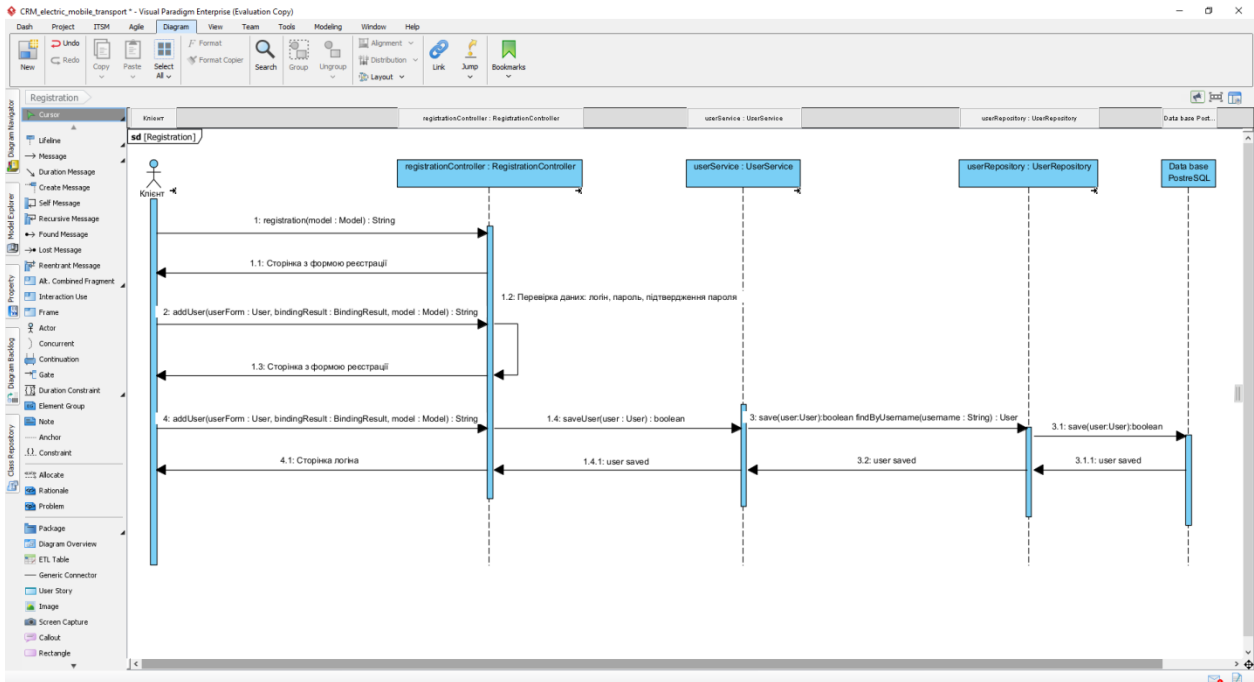 CRM_electric_mobile_transport * - Visual Paradigm Enterprise (Evaluation Copy)
Dash Project ITSM Agile Diagram View Team Tools Modeling Window Help
New
Undo
Redo
Copy
Paste
Select All
Format
Format Copier
Search
Group
Ungroup
Alignment
Distribution
Layout
Link
Jump
Bookmarks
Registration
Diagram Navigator
Model Explorer
Property
Diagram Backlog
Class Repository
Cursor
Lifeline
Message
Duration Message
Create Message
Self Message
Recursive Message
Found Message
Lost Message
Reentrant Message
Alt. Combined Fragment
Interaction Use
Frame
Actor
Concurrent
Continuation
Gate
Duration Constraint
Element Group
Note
Anchor
Constraint
Allocate
Rationale
Problem
Package
Diagram Overview
ETL Table
Generic Connector
User Story
Image
Screen Capture
Callout
Rectangle
Клієнт
registrationController : RegistrationController
userService : UserService
userRepository : UserRepository
Data base Post...
sd [Registration]
Клієнт
registrationController : RegistrationController
userService : UserService
userRepository : UserRepository
Data base
PostreSQL
1: registration(model : Model) : String
1.1: Сторінка з формою реєстрації
1.2: Перевірка даних: логін, пароль, підтвердження пароля
2: addUser(userForm : User, bindingResult : BindingResult, model : Model) : String
1.3: Сторінка з формою реєстрації
4: addUser(userForm : User, bindingResult : BindingResult, model : Model) : String
1.4: saveUser(user : User) : boolean
3: save(user:User):boolean findByUsername(username : String) : User
3.1: save(user:User):boolean
4.1: Сторінка логіна
1.4.1: user saved
3.2: user saved
3.1.1: user saved